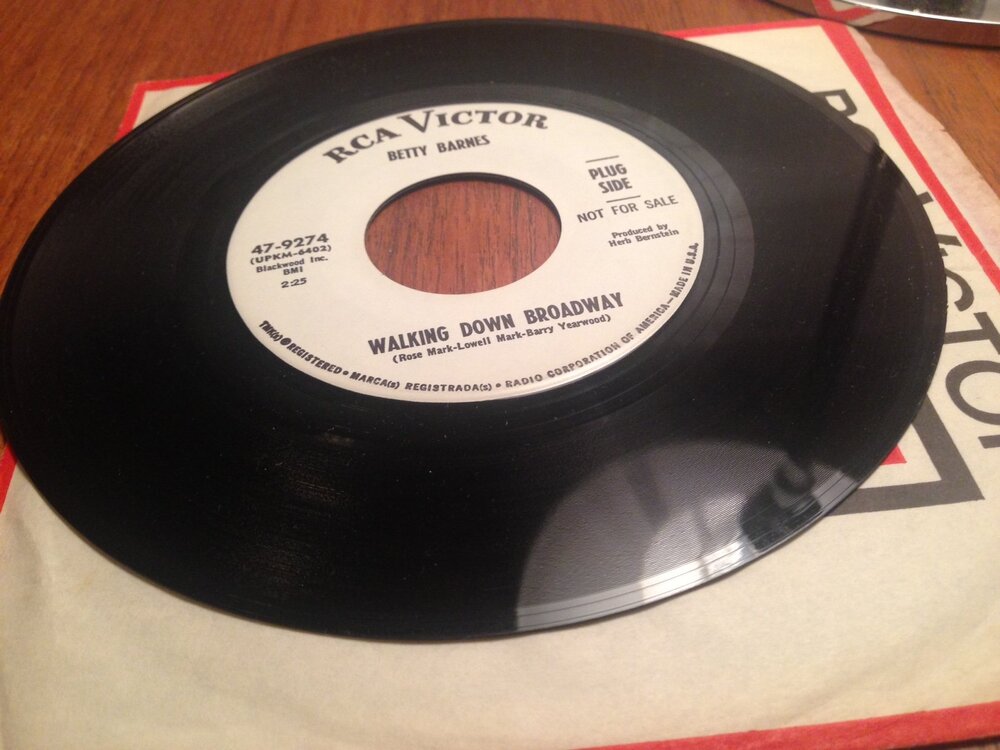 RCA VICTOR
BETTY BARNES
PLUG
SIDE
NOT FOR SALE
Produced by
Herb Bernstein
47-9274
(UPKM-6402)
Blackwood Inc.
BMI
2:25
WALKING DOWN BROADWAY
(Rose Mark-Lowell Mark-Barry Yearwood)
TMK(s) ® REGISTERED • MARCA(s) REGISTRADA(s) • RADIO CORPORATION OF AMERICA—MADE IN U.S.A.